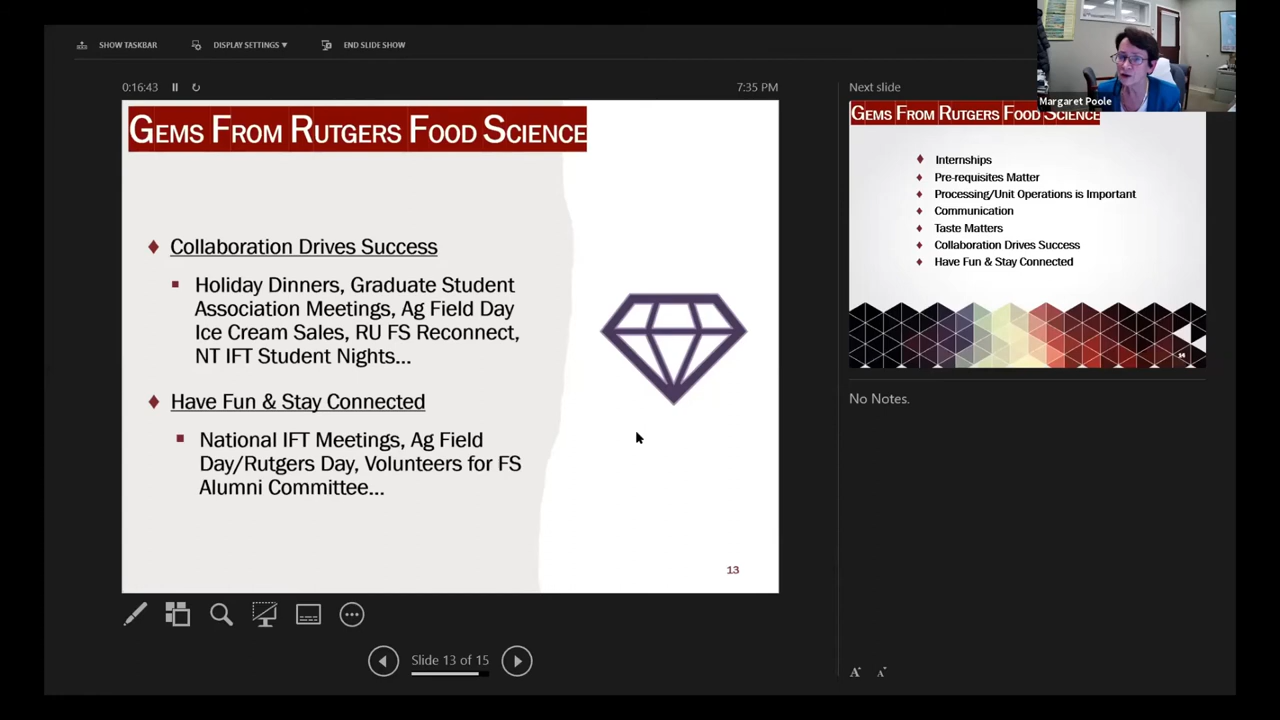 SHOW TASKBAR
DISPLAY SETTINGS
END SLIDE SHOW
0:16:43
7:35 PM
GEMS FROM RUTGERS FOOD SCIENCE
Collaboration Drives Success
Holiday Dinners, Graduate Student
Association Meetings, Ag Field Day
Ice Cream Sales, RU FS Reconnect,
NT IFT Student Nights...
Have Fun & Stay Connected
National IFT Meetings, Ag Field
Day/Rutgers Day, Volunteers for FS
Alumni Committee...
13
Slide 13 of 15
Margaret Poole
Next slide
GEMS FROM RUTGERS FOOD SCIENCE
Internships
Pre-requisites Matter
Processing/Unit Operations is Important
Communication
Taste Matters
Collaboration Drives Success
Have Fun & Stay Connected
14
No Notes.
A A